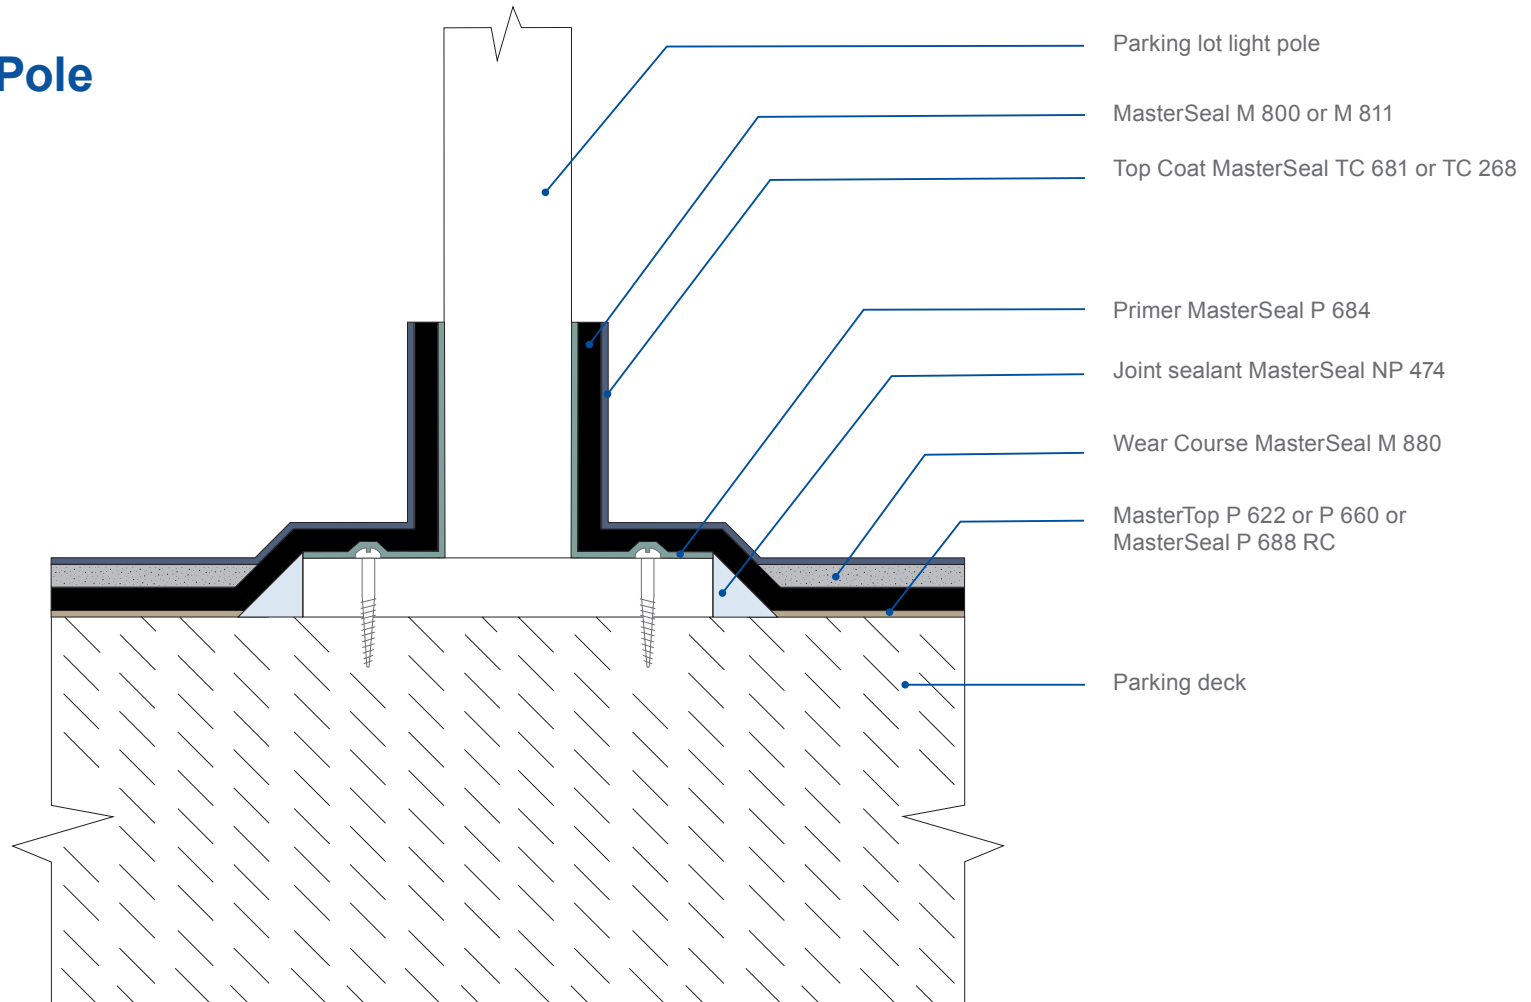 Pole
Parking lot light pole
MasterSeal M 800 or M 811
Top Coat MasterSeal TC 681 or TC 268
Primer MasterSeal P 684
Joint sealant MasterSeal NP 474
Wear Course MasterSeal M 880
MasterTop P 622 or P 660 or
MasterSeal P 688 RC
Parking deck